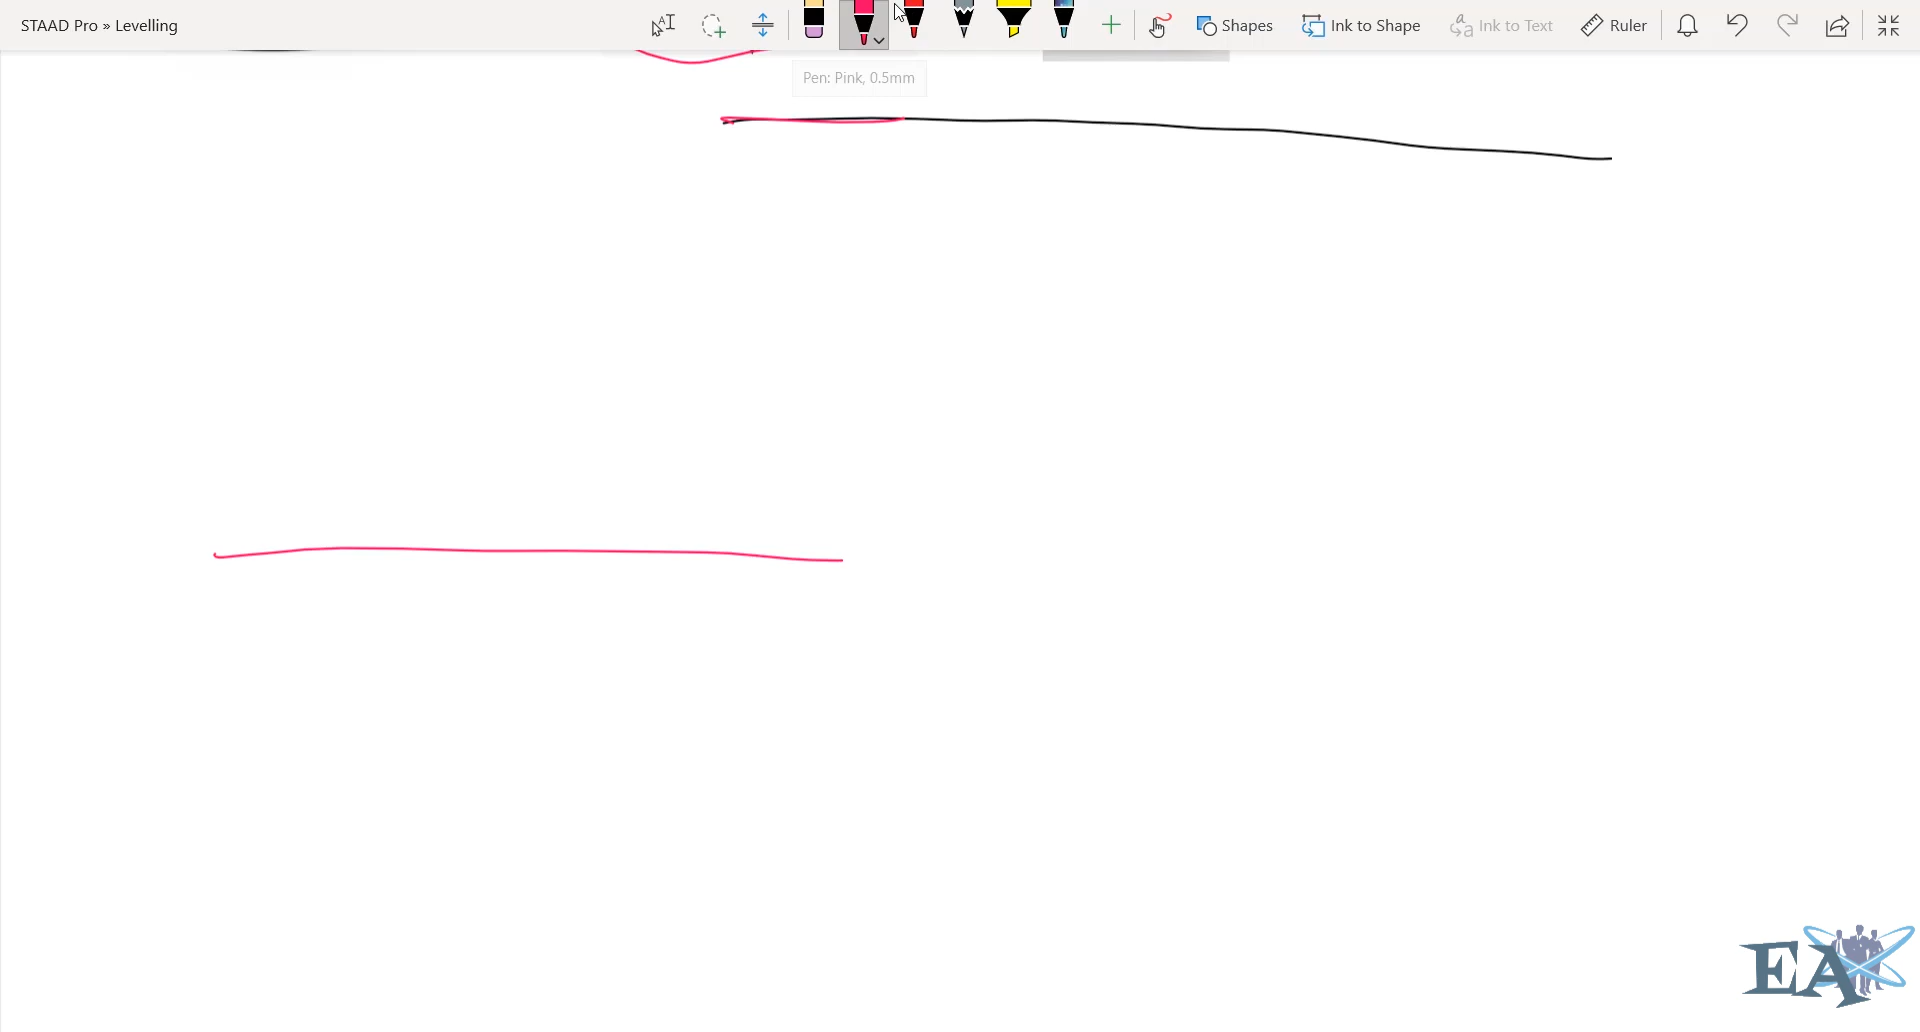 STAAD Pro » Levelling
Shapes
Ink to Shape
Ink to Text
Ruler
Pen: Pink, 0.5mm
EA